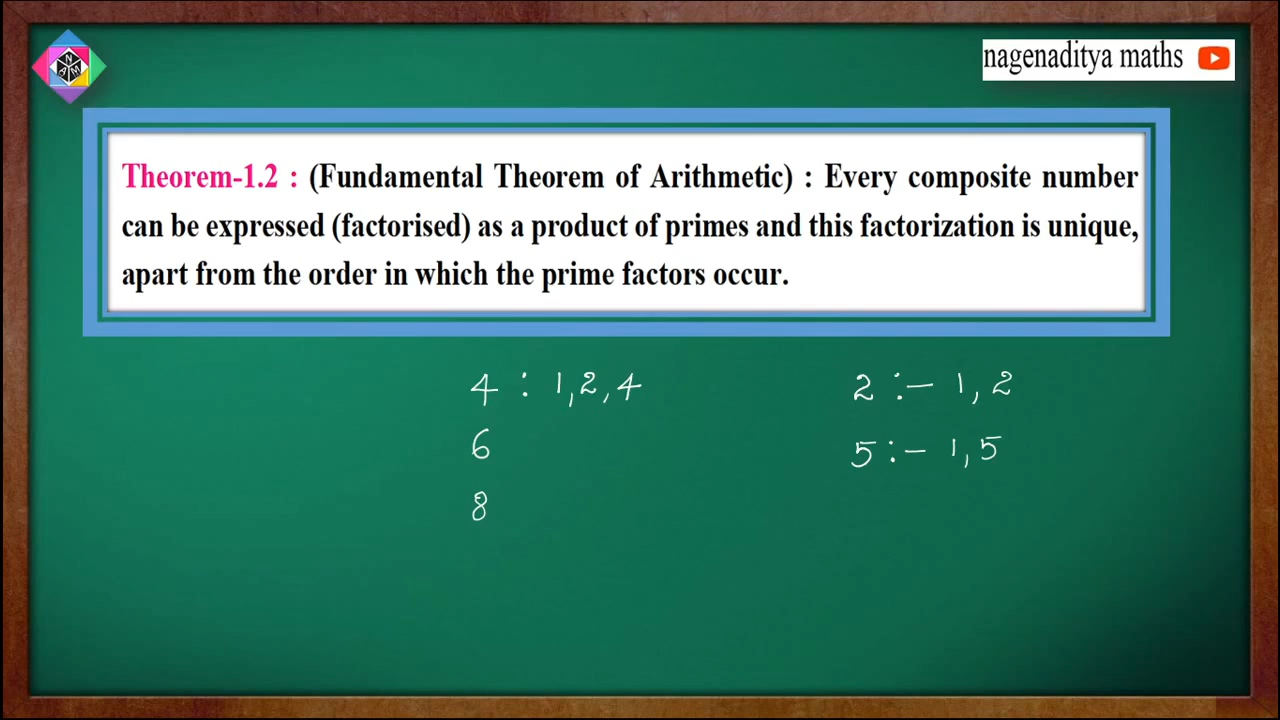 nagenaditya maths
N
A M
Theorem-1.2 : (Fundamental Theorem of Arithmetic) : Every composite number
can be expressed (factorised) as a product of primes and this factorization is unique,
apart from the order in which the prime factors occur.
4 : 1,2,4
2 :- 1, 2
6
5 :- 1,5
8